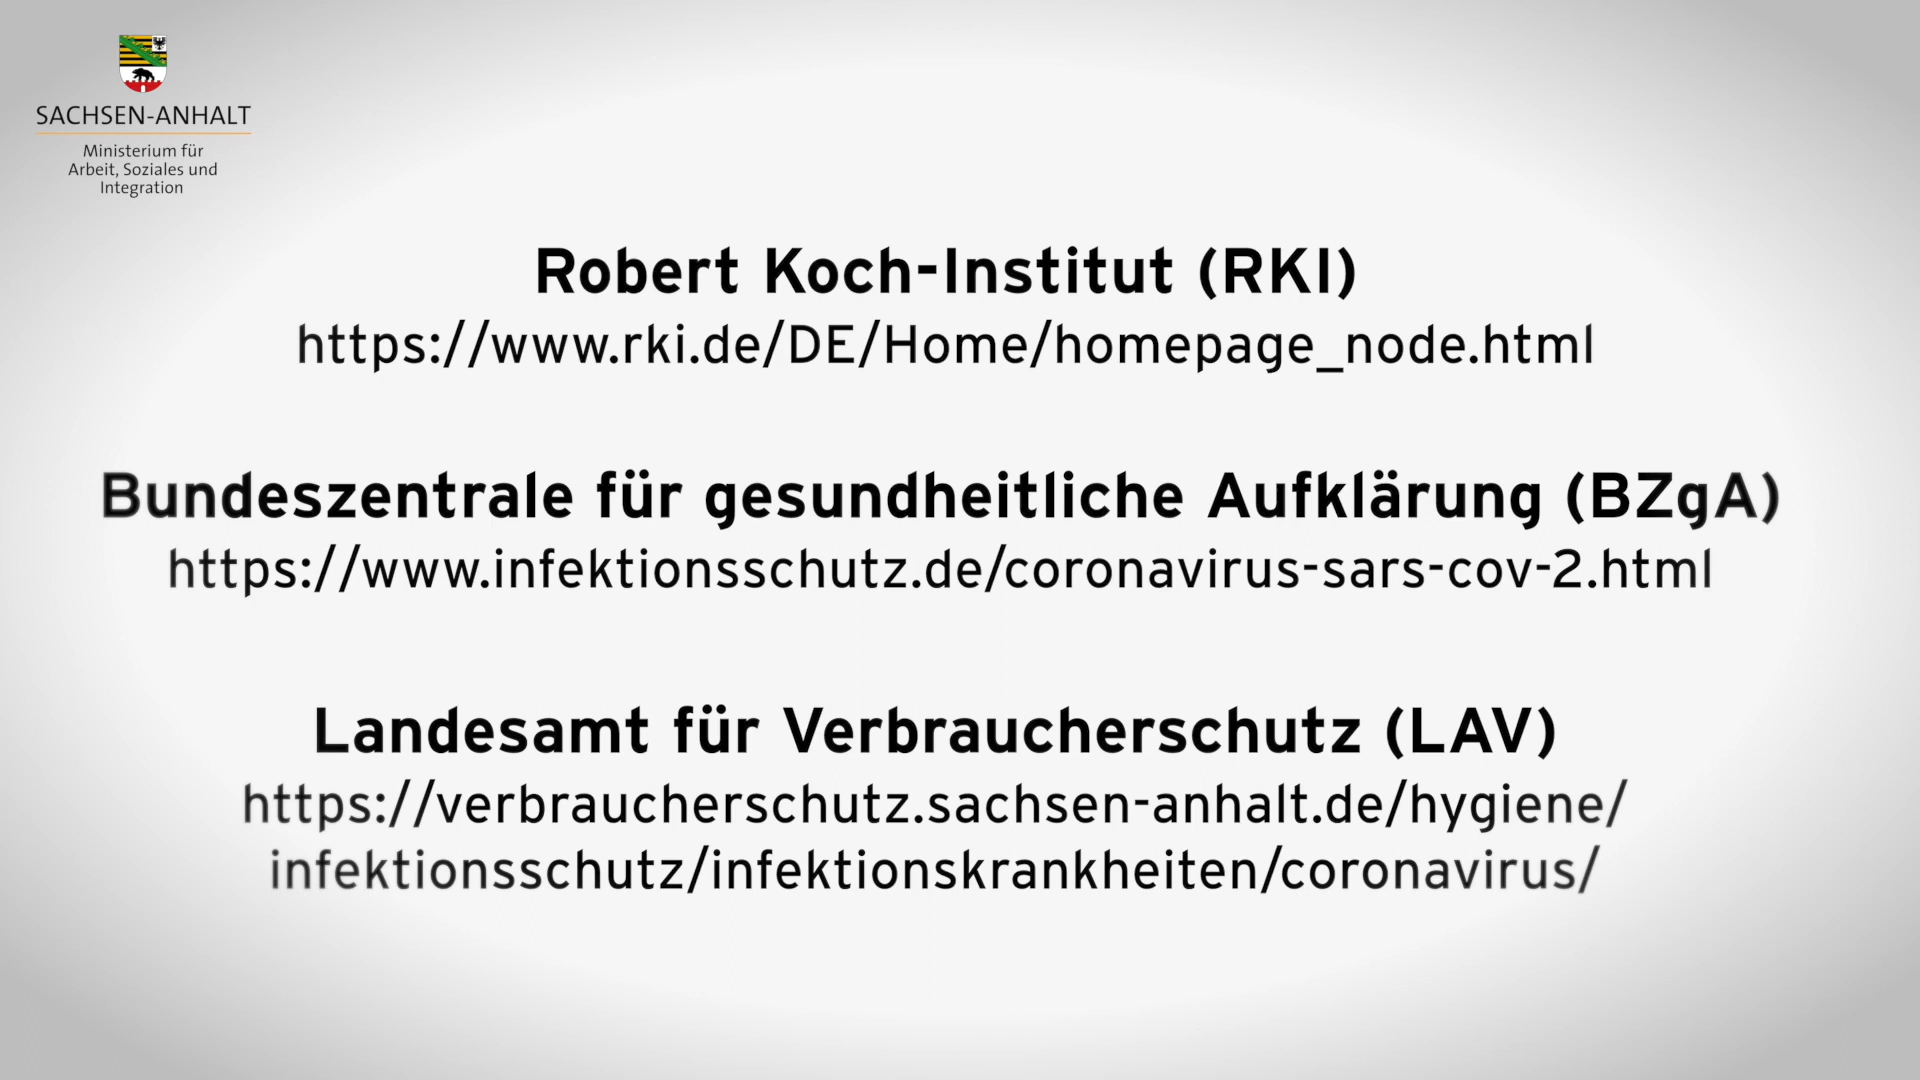 SACHSEN-ANHALT
Ministerium für
Arbeit, Soziales und
Integration
Robert Koch-Institut (RKI)
https://www.rki.de/DE/Home/homepage_node.html
Bundeszentrale für gesundheitliche Aufklärung (BZgA)
https://www.infektionsschutz.de/coronavirus-sars-cov-2.html
Landesamt für Verbraucherschutz (LAV)
https://verbraucherschutz.sachsen-anhalt.de/hygiene/
infektionsschutz/infektionskrankheiten/coronavirus/